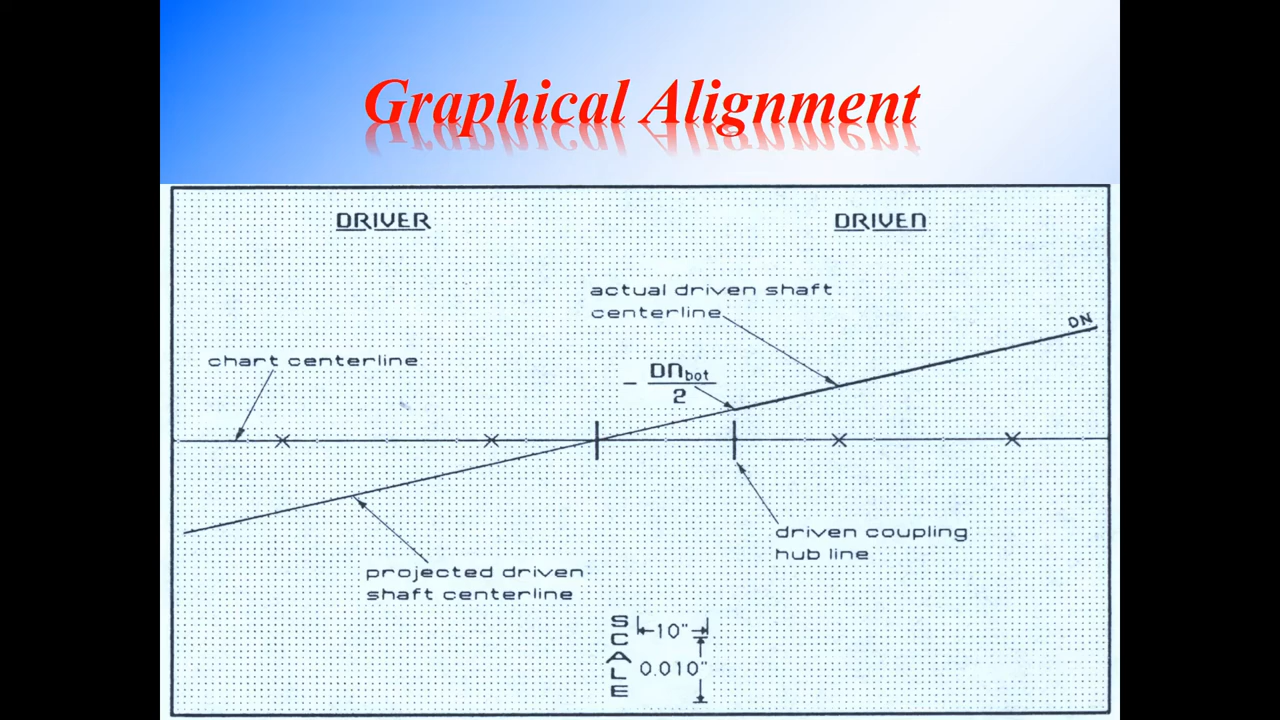 Graphical Alignment
DRIVER
DRIVEN
actual driven shaft
centerline
DN
chart centerline
- DNbot
2
driven coupling
hub line
projected driven
shaft centerline
SCALE
10"
0.010"